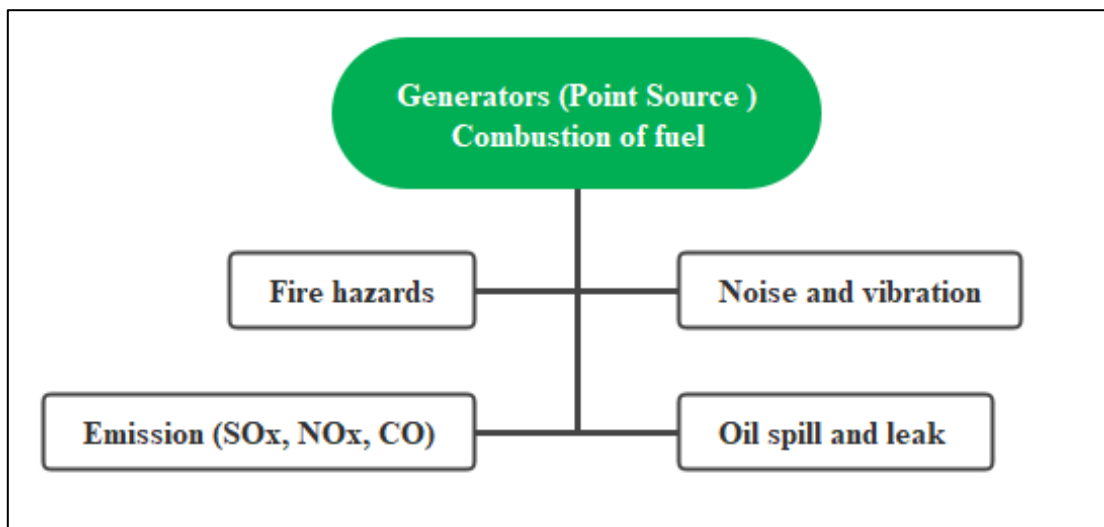 Generators (Point Source )
Combustion of fuel
Fire hazards
Noise and vibration
Emission (SOx, NOx, CO)
Oil spill and leak